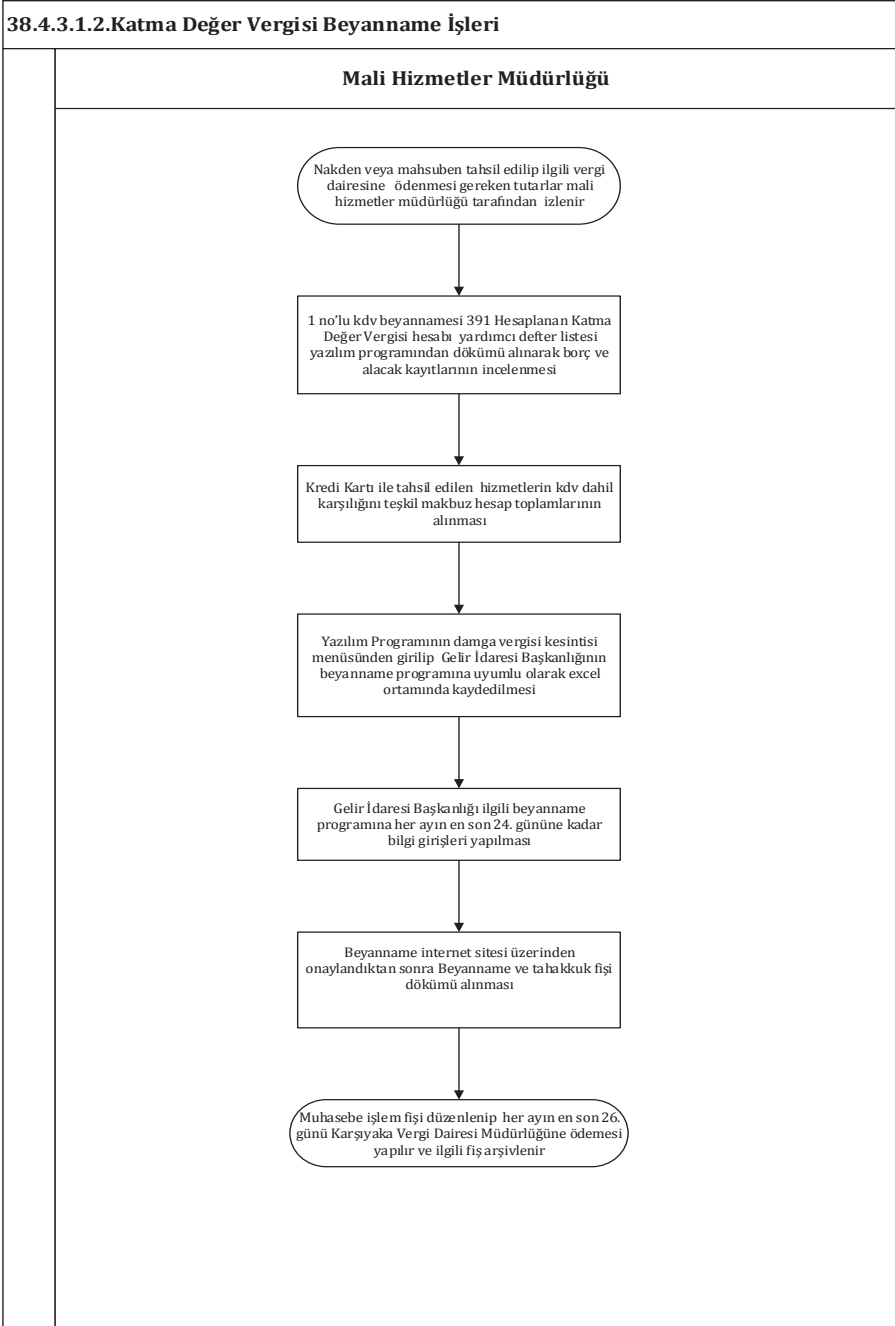 38.4.3.1.2.Katma Değer Vergisi Beyanname İşleri
Mali Hizmetler Müdürlüğü
Nakden veya mahsuben tahsil edilip ilgili vergi
dairesine ödenmesi gereken tutarlar mali
hizmetler müdürlüğü tarafından izlenir
1 no'lu kdv beyannamesi 391 Hesaplanan Katma
Değer Vergisi hesabı yardımcı defter listesi
yazılım programından dökümü alınarak borç ve
alacak kayıtlarının incelenmesi
Kredi Kartı ile tahsil edilen hizmetlerin kdv dahil
karşılığını teşkil makbuz hesap toplamlarının
alınması
Yazılım Programının damga vergisi kesintisi
menüsünden girilip Gelir İdaresi Başkanlığının
beyanname programına uyumlu olarak excel
ortamında kaydedilmesi
Gelir İdaresi Başkanlığı ilgili beyanname
programına her ayın en son 24. gününe kadar
bilgi girişleri yapılması
Beyanname internet sitesi üzerinden
onaylandıktan sonra Beyanname ve tahakkuk fişi
dökümü alınması
Muhasebe işlem fişi düzenlenip her ayın en son 26.
günü Karşıyaka Vergi Dairesi Müdürlüğüne ödemesi
yapılır ve ilgili fiş arşivlenir